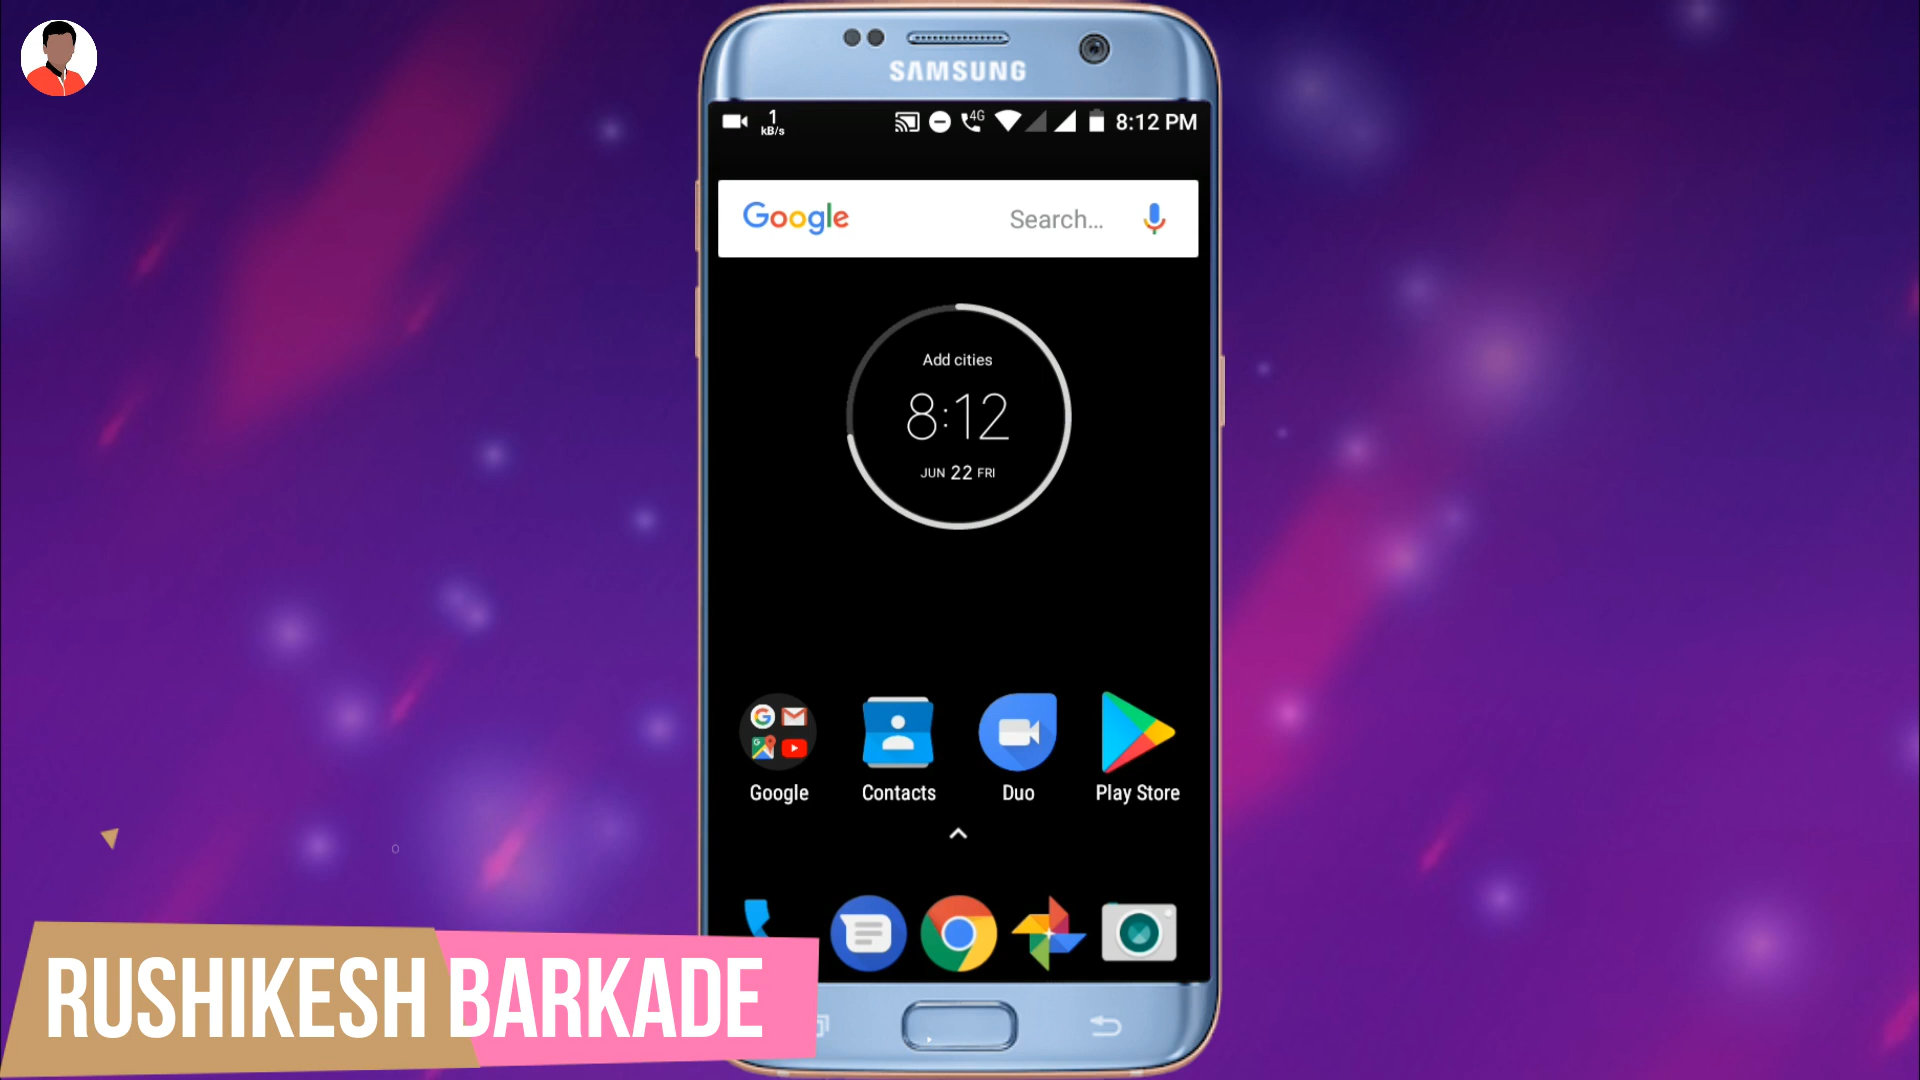 SAMSUNG
1
kB/s
4G
8:12 PM
Google Search...
Add cities
8:12
JUN 22 FRI
Google Contacts Duo Play Store
RUSHIKESH BARKADE